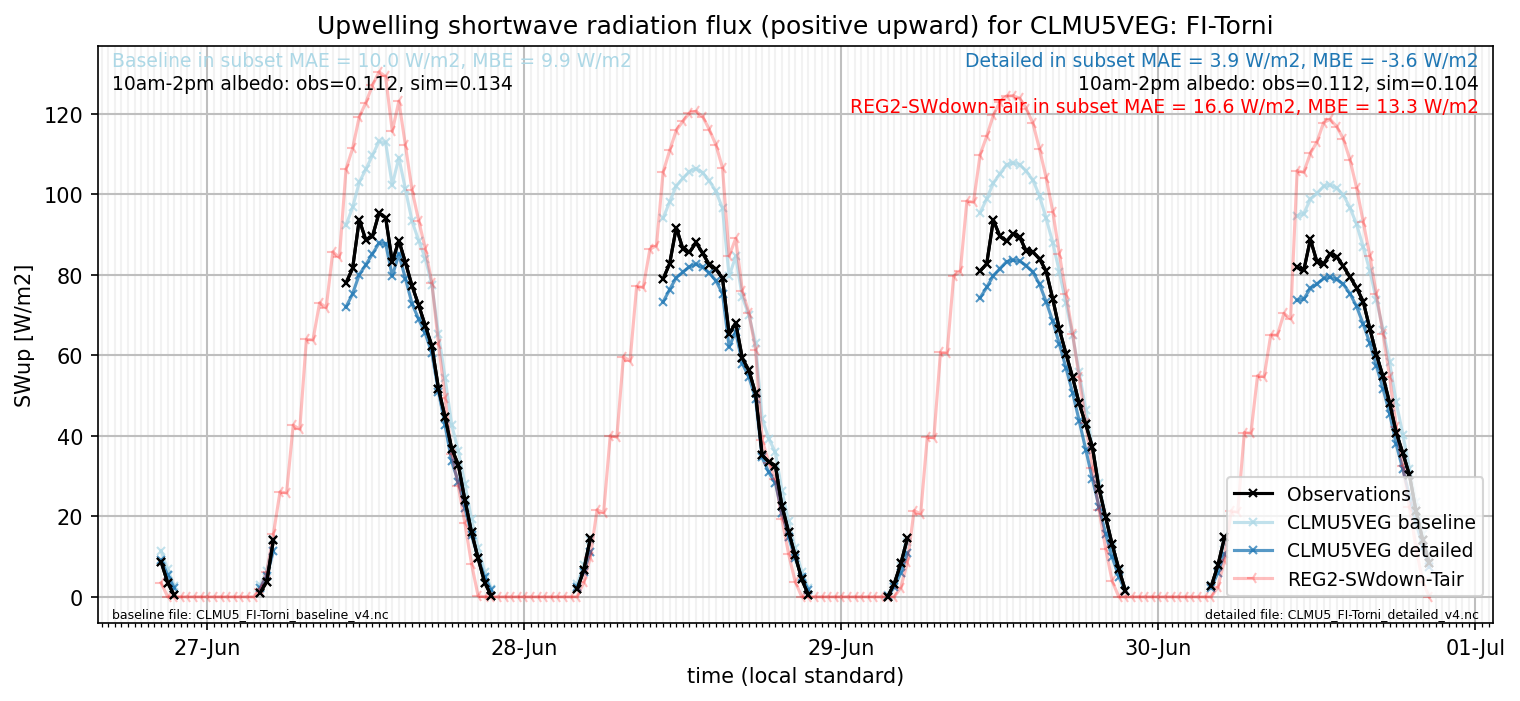 Upwelling shortwave radiation flux (positive upward) for CLMU5VEG: FI-Torni
Baseline in subset MAE = 10.0 W/m2, MBE = 9.9 W/m2
10am-2pm albedo: obs=0.112, sim=0.134
Detailed in subset MAE = 3.9 W/m2, MBE = -3.6 W/m2
10am-2pm albedo: obs=0.112, sim=0.104
REG2-SWdown-Tair in subset MAE = 16.6 W/m2, MBE = 13.3 W/m2
SWup [W/m2]
120
100
80
60
40
20
0
Observations
CLMU5VEG baseline
CLMU5VEG detailed
REG2-SWdown-Tair
baseline file: CLMU5_FI-Torni_baseline_v4.nc
detailed file: CLMU5_FI-Torni_detailed_v4.nc
27-Jun 28-Jun 29-Jun 30-Jun 01-Jul
time (local standard)